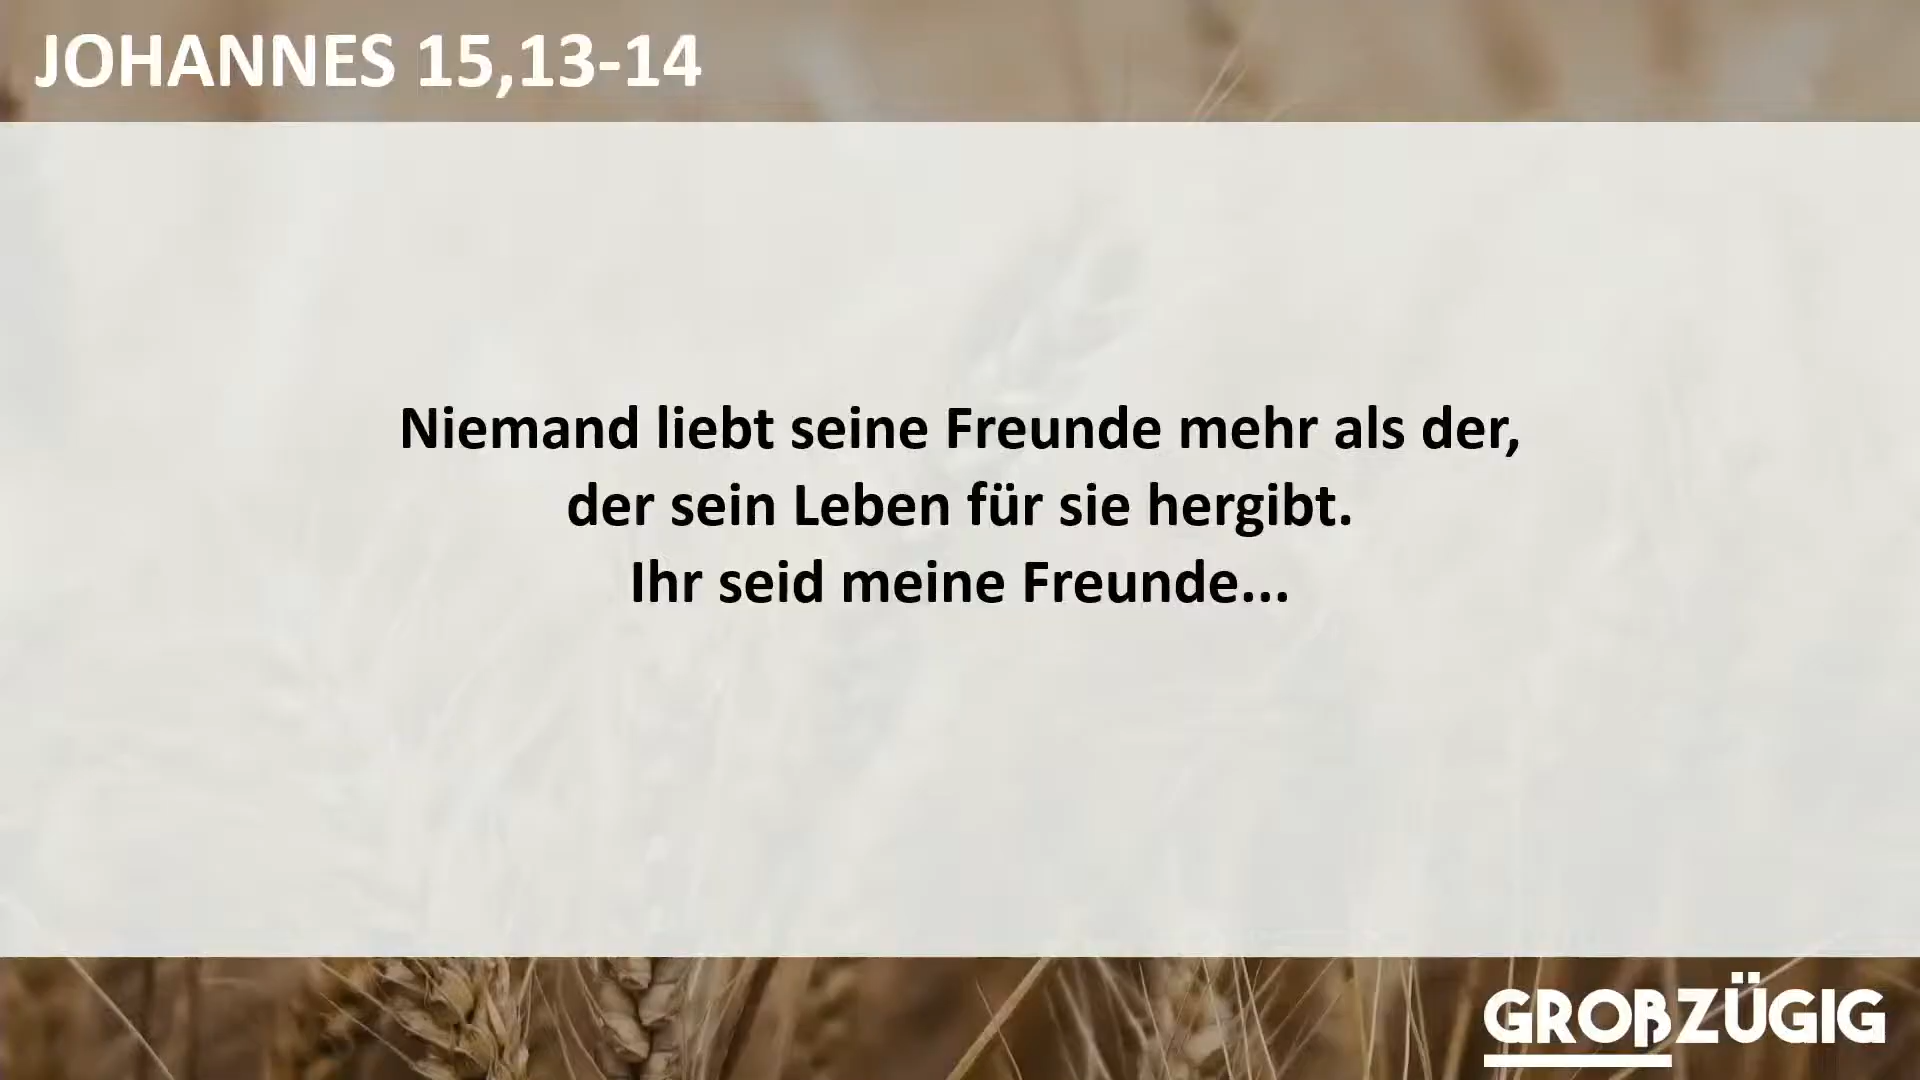 JOHANNES 15,13-14
Niemand liebt seine Freunde mehr als der,
der sein Leben für sie hergibt.
Ihr seid meine Freunde...
GROßZÜGIG